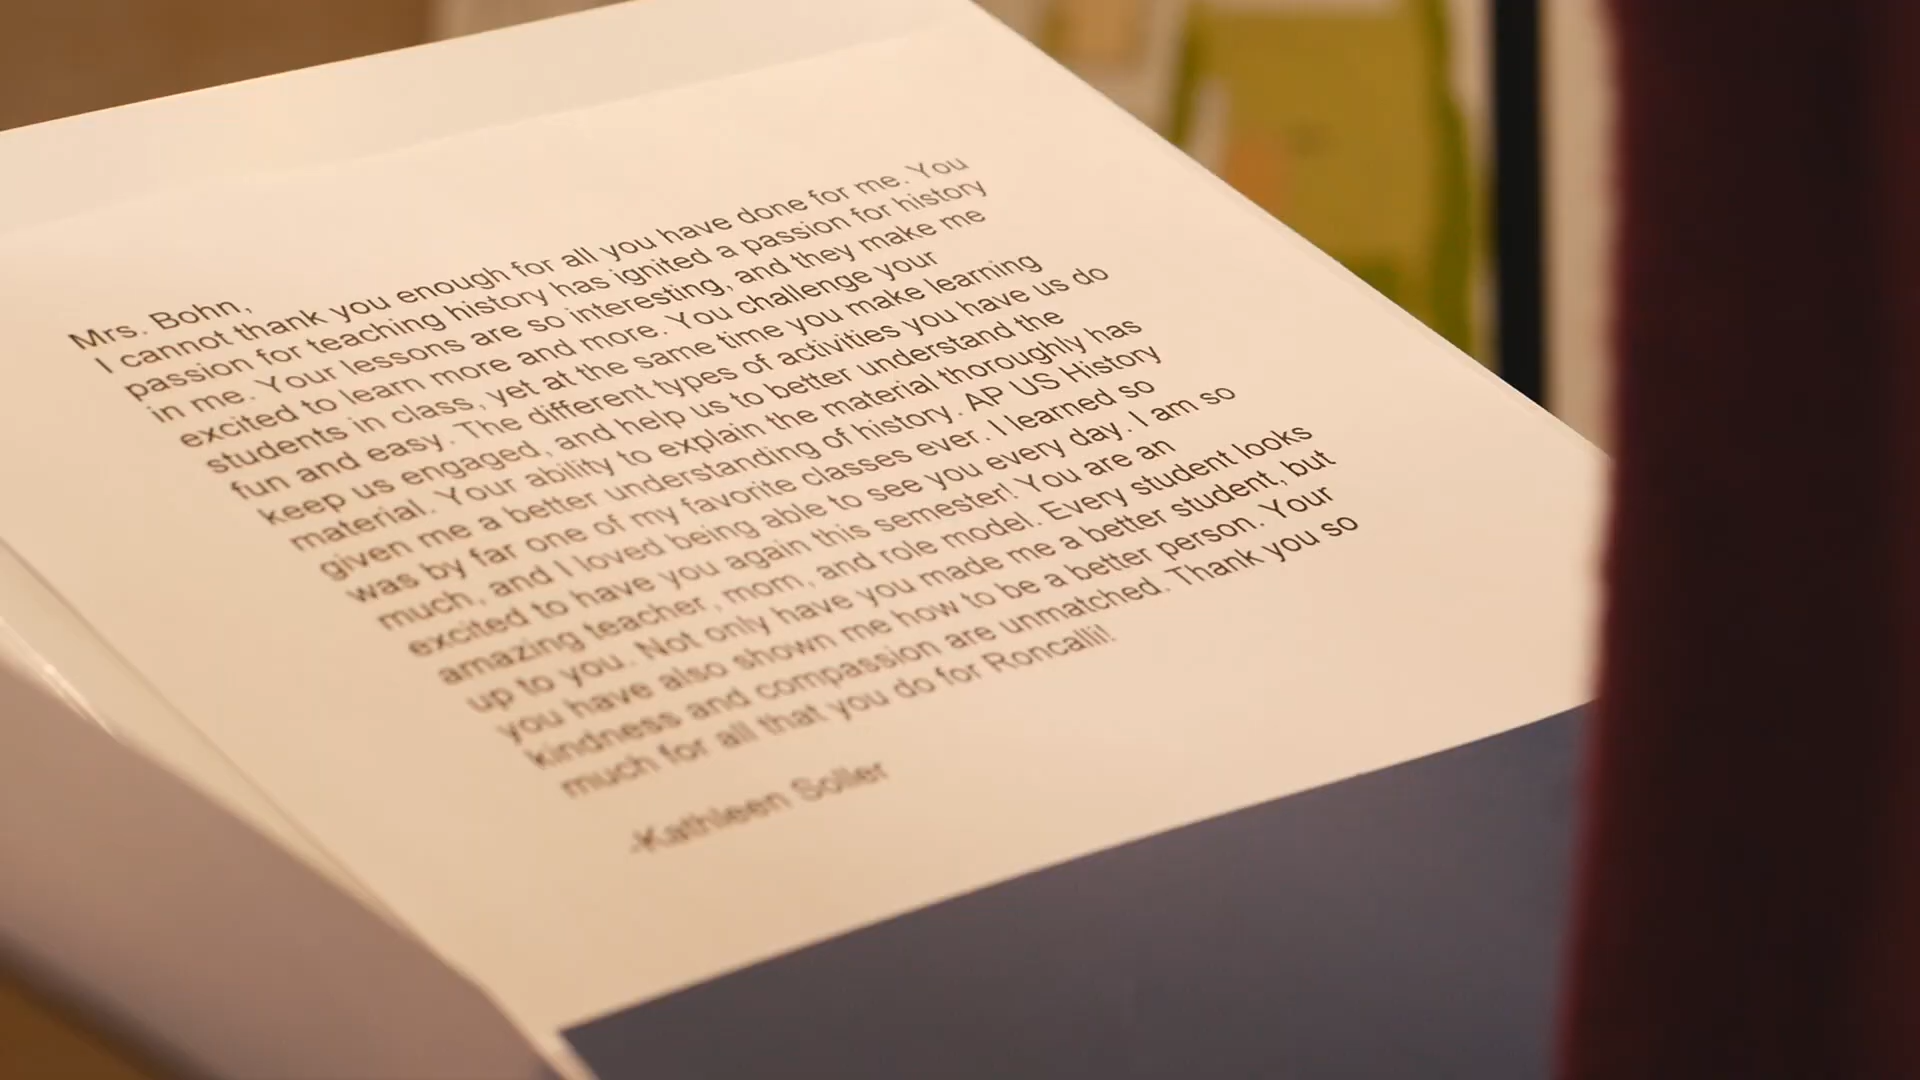 Mrs. Bohn,
I cannot thank you enough for all you have done for me. You
passion for teaching history has ignited a passion for history
in me. Your lessons are so interesting, and they make me
excited to learn more and more. You challenge your
students in class, yet at the same time you make learning
fun and easy. The different types of activities you have us do
keep us engaged, and help us to better understand the
material. Your ability to explain the material thoroughly has
given me a better understanding of history. AP US History
was by far one of my favorite classes ever. I learned so
much, and I loved being able to see you every day. I am so
excited to have you again this semester! You are an
amazing teacher, mom, and role model. Every student looks
up to you. Not only have you made me a better student, but
you have also shown me how to be a better person. Your
kindness and compassion are unmatched. Thank you so
much for all that you do for Roncalli!
-Kathleen Soller